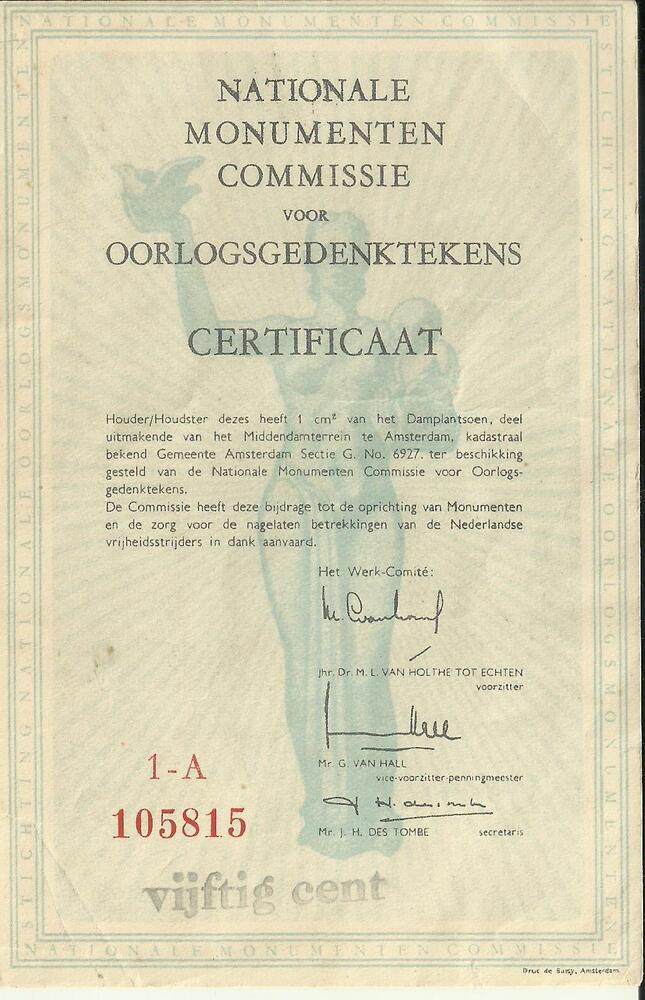 NATIONALE MONUMENTEN COMMISSIE
NATIONALE
MONUMENTEN
COMMISSIE
VOOR
OORLOGSGEDENKTEKENS
CERTIFICAAT
Houder/Houdster dezes heeft 1 cm² van het Damplantsoen, deel
uitmakende van het Middendamterrein te Amsterdam, kadastraal
bekend Gemeente Amsterdam Sectie G. No. 6927. ter beschikking
gesteld van de Nationale Monumenten Commissie voor Oorlogs-
gedenktekens.
De Commissie heeft deze bijdrage tot de oprichting van Monumenten
en de zorg voor de nagelaten betrekkingen van de Nederlandse
vrijheidsstrijders in dank aanvaard.
Het Werk-Comité:
Jhr. Dr. M. L. VAN HOLTHE TOT ECHTEN
voorzitter
Mr. G. VAN HALL
vice-voorzitter-penningmeester
Mr. J. H. DES TOMBE secretaris
1-A
105815
vijftig cent
NATIONALE MONUMENTEN COMMISSIE
STICHTING NATIONALE OORLOGSMONUMENTEN
STICHTING NATIONALE OORLOGSMONUMENTEN
Druc de Bussy, Amsterdam